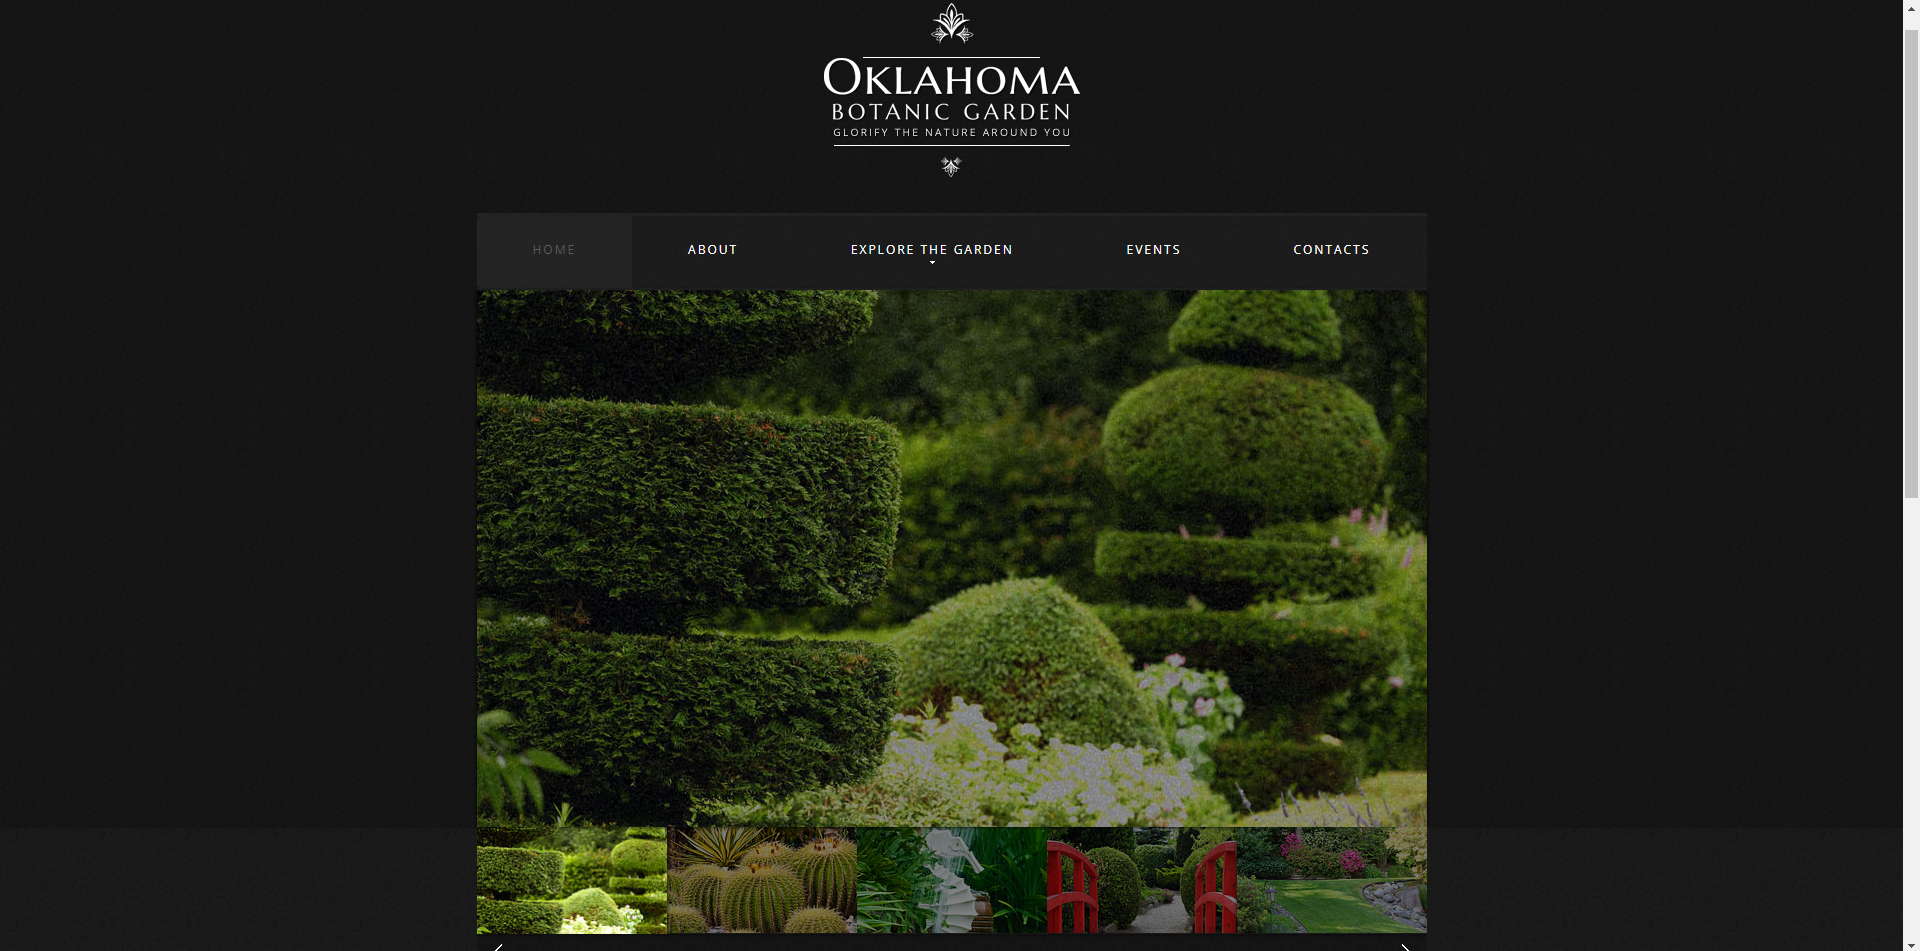 OKLAHOMA
BOTANIC GARDEN
GLORIFY THE NATURE AROUND YOU
HOME
ABOUT
EXPLORE THE GARDEN
EVENTS
CONTACTS